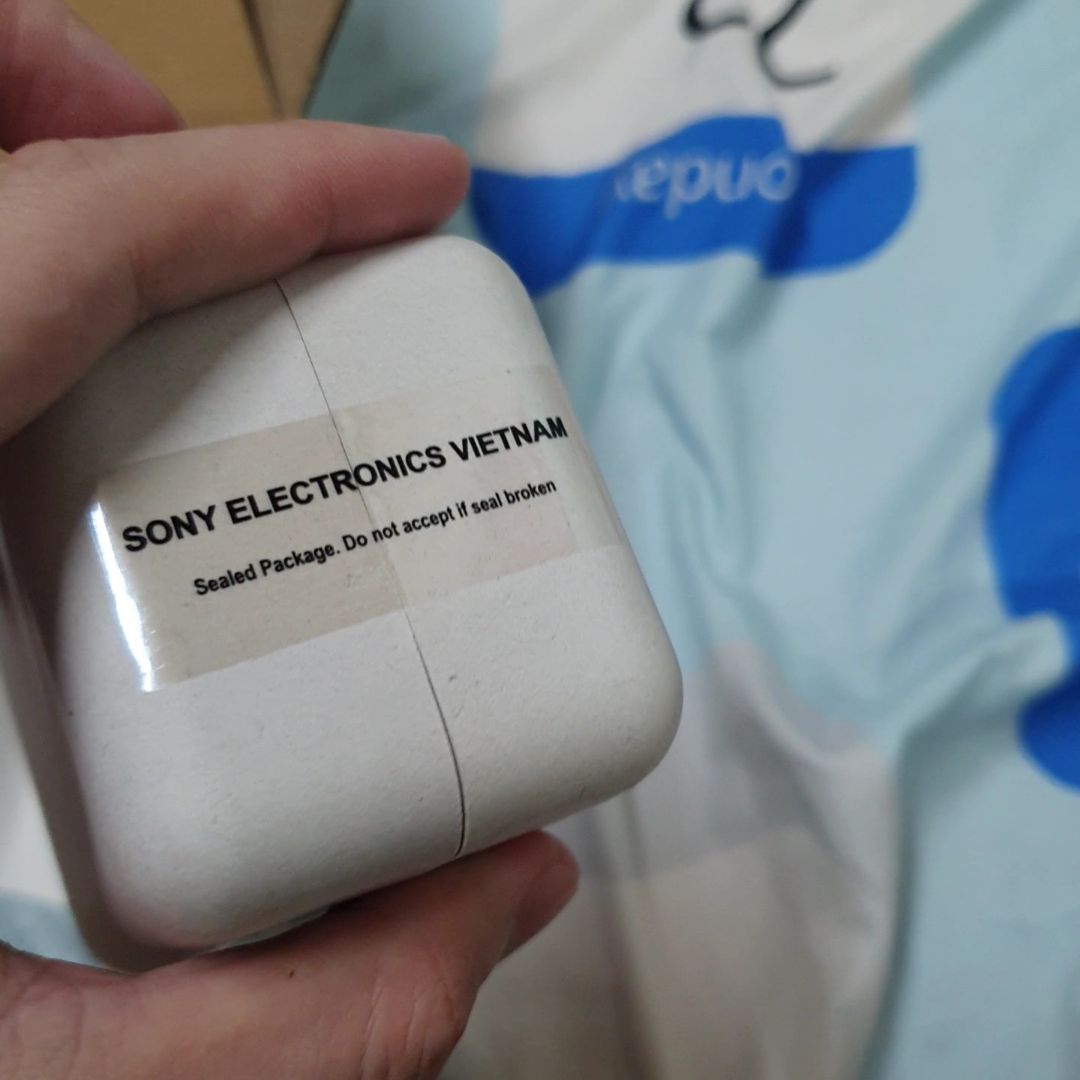 SONY ELECTRONICS VIETNAM
Sealed Package. Do not accept if seal broken